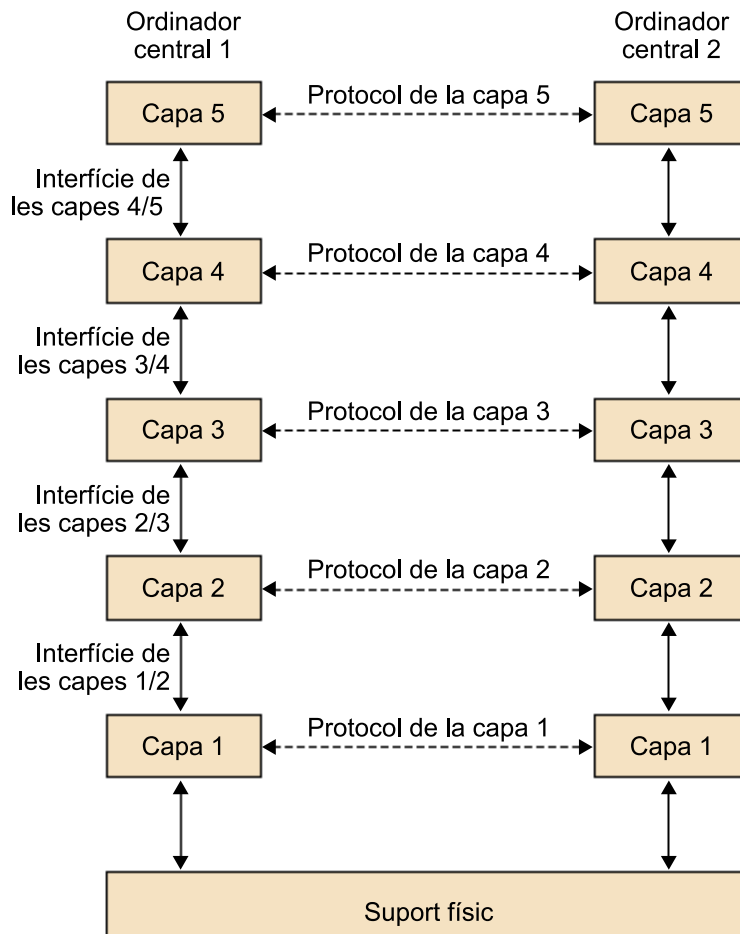 Ordinador
central 1
Ordinador
central 2
Capa 5
Protocol de la capa 5
Capa 5
Interfície de
les capes 4/5
Capa 4
Protocol de la capa 4
Capa 4
Interfície de
les capes 3/4
Capa 3
Protocol de la capa 3
Capa 3
Interfície de
les capes 2/3
Capa 2
Protocol de la capa 2
Capa 2
Interfície de
les capes 1/2
Capa 1
Protocol de la capa 1
Capa 1
Suport físic